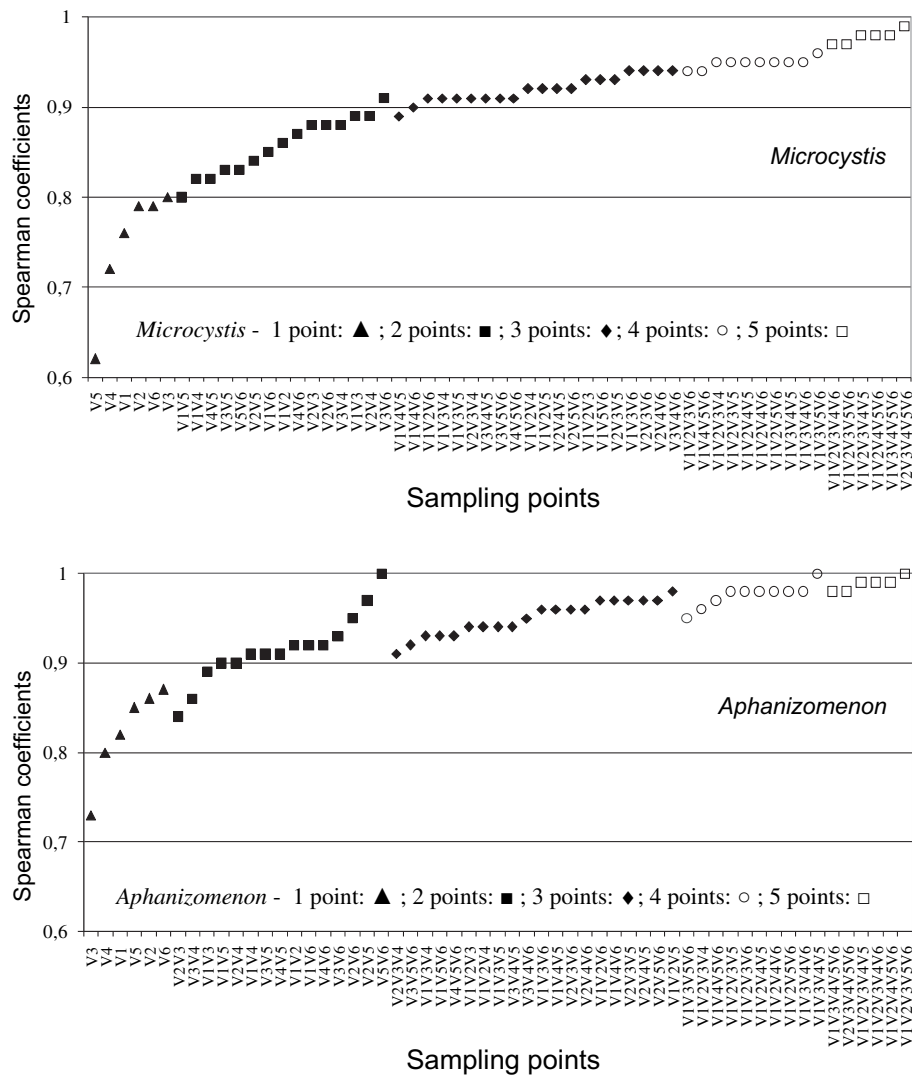 1
0,9
0,8
0,7
0,6
Spearman coefficients
Microcystis
Microcystis - 1 point: ▲ ; 2 points: ■ ; 3 points: ♦ ; 4 points: ○ ; 5 points: □
V5
V4
V1
V2
V6
V3
V1V5
V1V4
V4V5
V3V5
V5V6
V2V5
V1V6
V1V2
V4V6
V2V3
V2V6
V3V4
V1V3
V2V4
V3V6
V1V4V5
V1V4V6
V1V2V6
V1V3V4
V1V3V5
V2V3V4
V3V4V5
V3V5V6
V4V5V6
V1V2V4
V1V2V5
V2V4V5
V2V5V6
V1V2V3
V1V5V6
V2V3V5
V1V3V6
V2V3V6
V2V4V6
V3V4V6
V1V2V3V6
V1V4V5V6
V1V2V3V4
V1V2V3V5
V1V2V4V5
V1V2V4V6
V1V2V5V6
V1V3V4V5
V1V3V4V6
V1V3V5V6
V1V2V3V4V5
V1V2V4V5V6
V1V3V4V5V6
V2V3V4V5V6
Sampling points
1
0,9
0,8
0,7
0,6
Spearman coefficients
Aphanizomenon
Aphanizomenon - 1 point: ▲ ; 2 points: ■ ; 3 points: ♦ ; 4 points: ○ ; 5 points: □
V3
V4
V1
V5
V2
V6
V2V3
V3V4
V1V3
V1V5
V2V4
V1V4
V3V5
V4V5
V1V2
V1V6
V4V6
V3V6
V2V6
V2V5
V5V6
V2V3V4
V3V5V6
V1V3V4
V4V5V6
V1V2V4
V1V2V3
V3V4V5
V1V3V6
V2V3V6
V2V4V6
V1V2V6
V2V3V5
V2V4V5
V2V5V6
V1V2V5
V1V3V5V6
V1V2V3V4
V1V4V5V6
V1V2V3V5
V1V2V3V6
V1V2V4V5
V1V2V4V6
V1V2V5V6
V1V3V4V6
V1V3V4V5
V1V3V4V5V6
V2V3V4V5V6
V1V2V3V4V5
V1V2V3V4V6
V1V2V4V5V6
V1V2V3V5V6
Sampling points